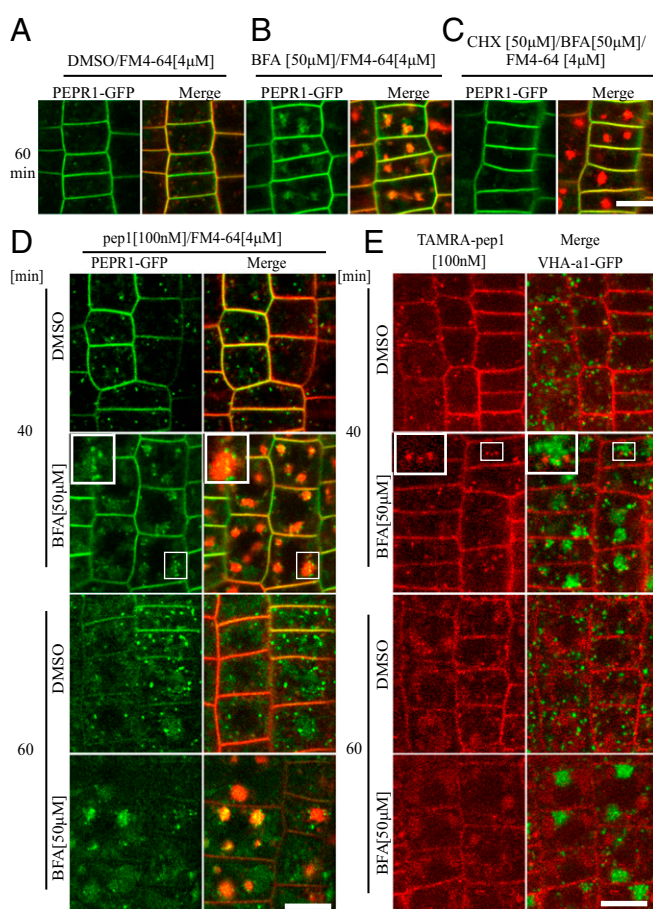 A
DMSO/FM4-64[4µM]
PEPR1-GFP Merge
B
BFA [50µM]/FM4-64[4µM]
PEPR1-GFP Merge
C
CHX [50µM]/BFA[50µM]/
FM4-64 [4µM]
PEPR1-GFP Merge
60
min
D
pep1[100nM]/FM4-64[4µM]
[min] PEPR1-GFP Merge
40
DMSO
BFA[50µM]
60
DMSO
BFA[50µM]
E
TAMRA-pep1 Merge
[100nM] VHA-a1-GFP
[min]
40
DMSO
BFA[50µM]
60
DMSO
BFA[50µM]